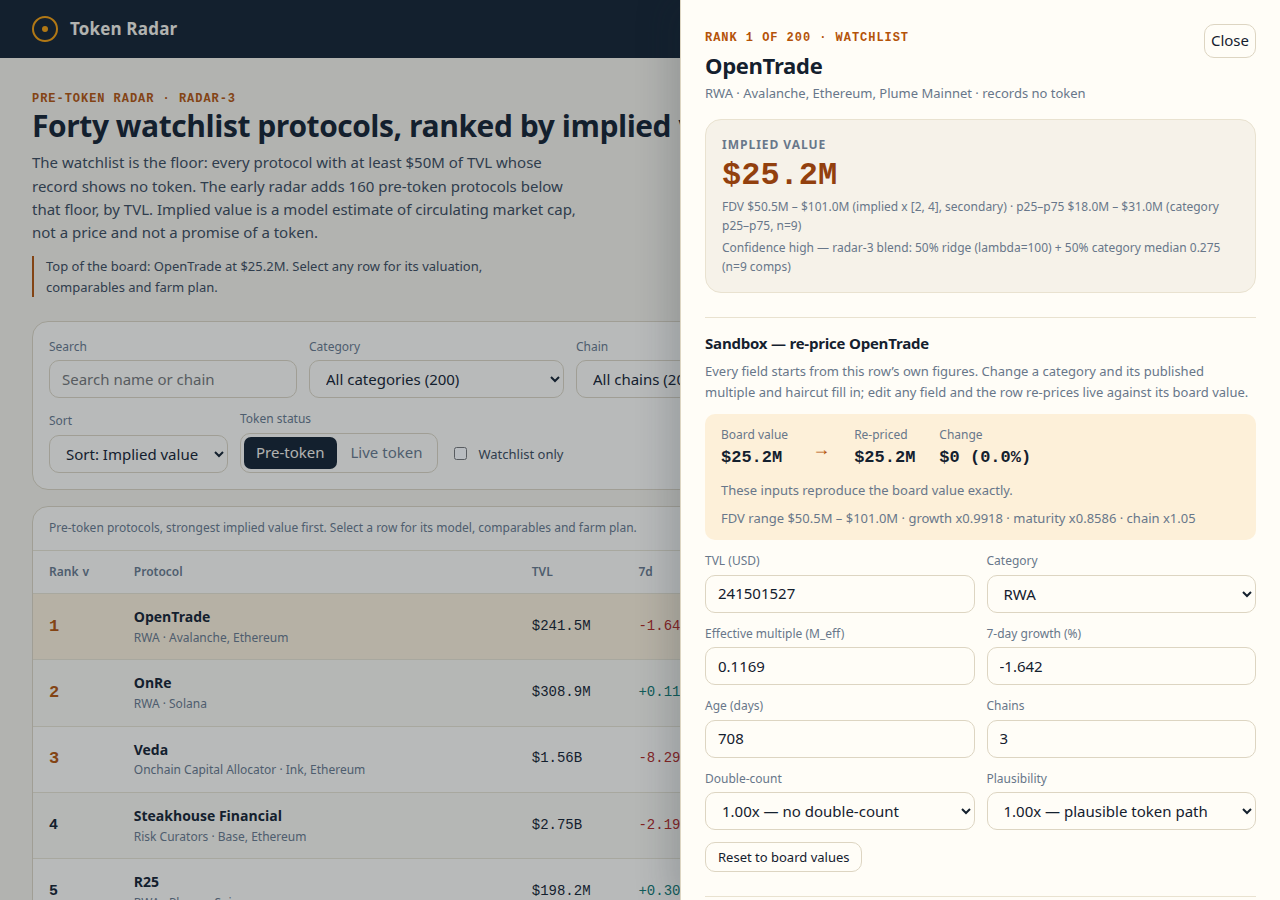 Token Radar
PRE-TOKEN RADAR · RADAR-3
Forty watchlist protocols, ranked by implied
The watchlist is the floor: every protocol with at least $50M of TVL whose
record shows no token. The early radar adds 160 pre-token protocols below
that floor, by TVL. Implied value is a model estimate of circulating market cap,
not a price and not a promise of a token.
Top of the board: OpenTrade at $25.2M. Select any row for its valuation,
comparables and farm plan.
Search
Category
Chain
Search name or chain
All categories (200)
All chains (20
Sort
Token status
Sort: Implied value
Pre-token
Live token
Watchlist only
Pre-token protocols, strongest implied value first. Select a row for its model, comparables and farm plan.
Rank v
Protocol
TVL
7d
1
OpenTrade
RWA · Avalanche, Ethereum
$241.5M
-1.64
2
OnRe
RWA · Solana
$308.9M
+0.11
3
Veda
Onchain Capital Allocator · Ink, Ethereum
$1.56B
-8.29
4
Steakhouse Financial
Risk Curators · Base, Ethereum
$2.75B
-2.19
5
R25
$198.2M
+0.30
RANK 1 OF 200 · WATCHLIST
Close
OpenTrade
RWA · Avalanche, Ethereum, Plume Mainnet · records no token
IMPLIED VALUE
$25.2M
FDV $50.5M – $101.0M (implied x [2, 4], secondary) · p25–p75 $18.0M – $31.0M (category
p25–p75, n=9)
Confidence high — radar-3 blend: 50% ridge (lambda=100) + 50% category median 0.275
(n=9 comps)
Sandbox — re-price OpenTrade
Every field starts from this row’s own figures. Change a category and its published
multiple and haircut fill in; edit any field and the row re-prices live against its board value.
Board value
Re-priced
Change
$25.2M
→
$25.2M
$0 (0.0%)
These inputs reproduce the board value exactly.
FDV range $50.5M – $101.0M · growth x0.9918 · maturity x0.8586 · chain x1.05
TVL (USD)
Category
241501527
RWA
Effective multiple (M_eff)
7-day growth (%)
0.1169
-1.642
Age (days)
Chains
708
3
Double-count
Plausibility
1.00x — no double-count
1.00x — plausible token path
Reset to board values